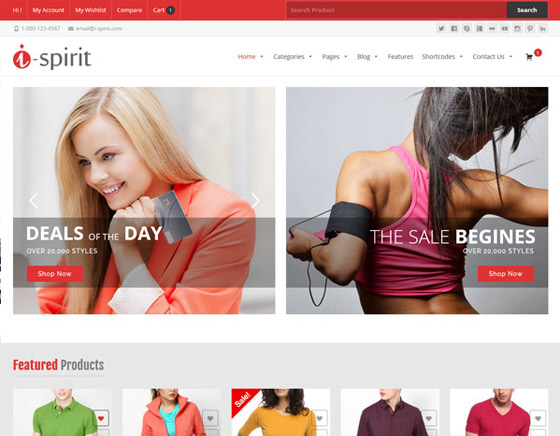 Hi ! My Account My Wishlist Compare Cart 1 Search Product Search
1-000-123-4567 email@i-spirit.com
i-spirit
Home Categories Pages Blog Features Shortcodes Contact Us 0
DEALS OF THE DAY
OVER 20,000 STYLES
Shop Now
THE SALE BEGINES
OVER 20,000 STYLES
Shop Now
Featured Products
Sale!